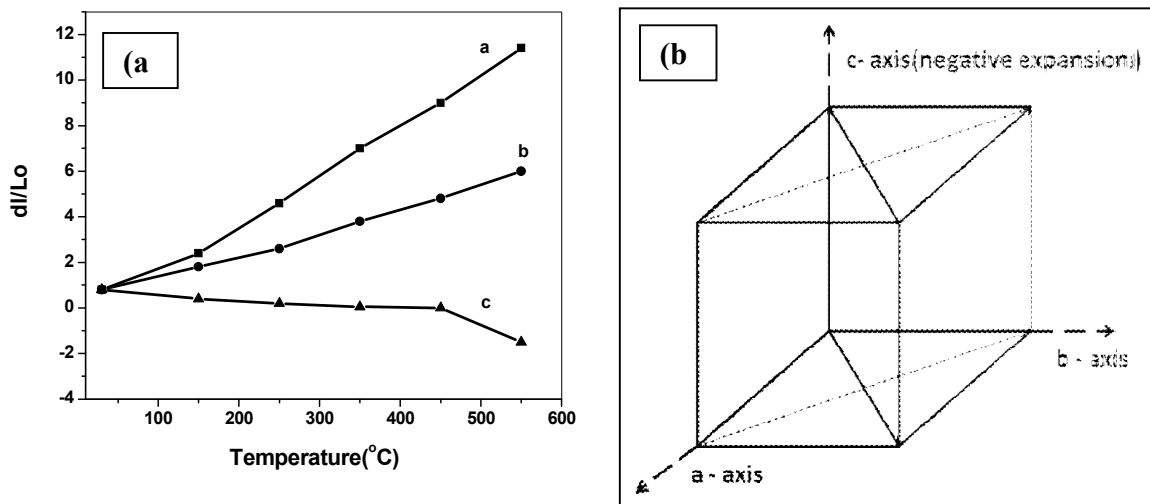 (a
a
b
c
dl/Lo
12
10
8
6
4
2
0
-2
-4
100
200
300
400
500
600
Temperature(°C)
(b)
c- axis(negative expansion)
b - axis
a - axis